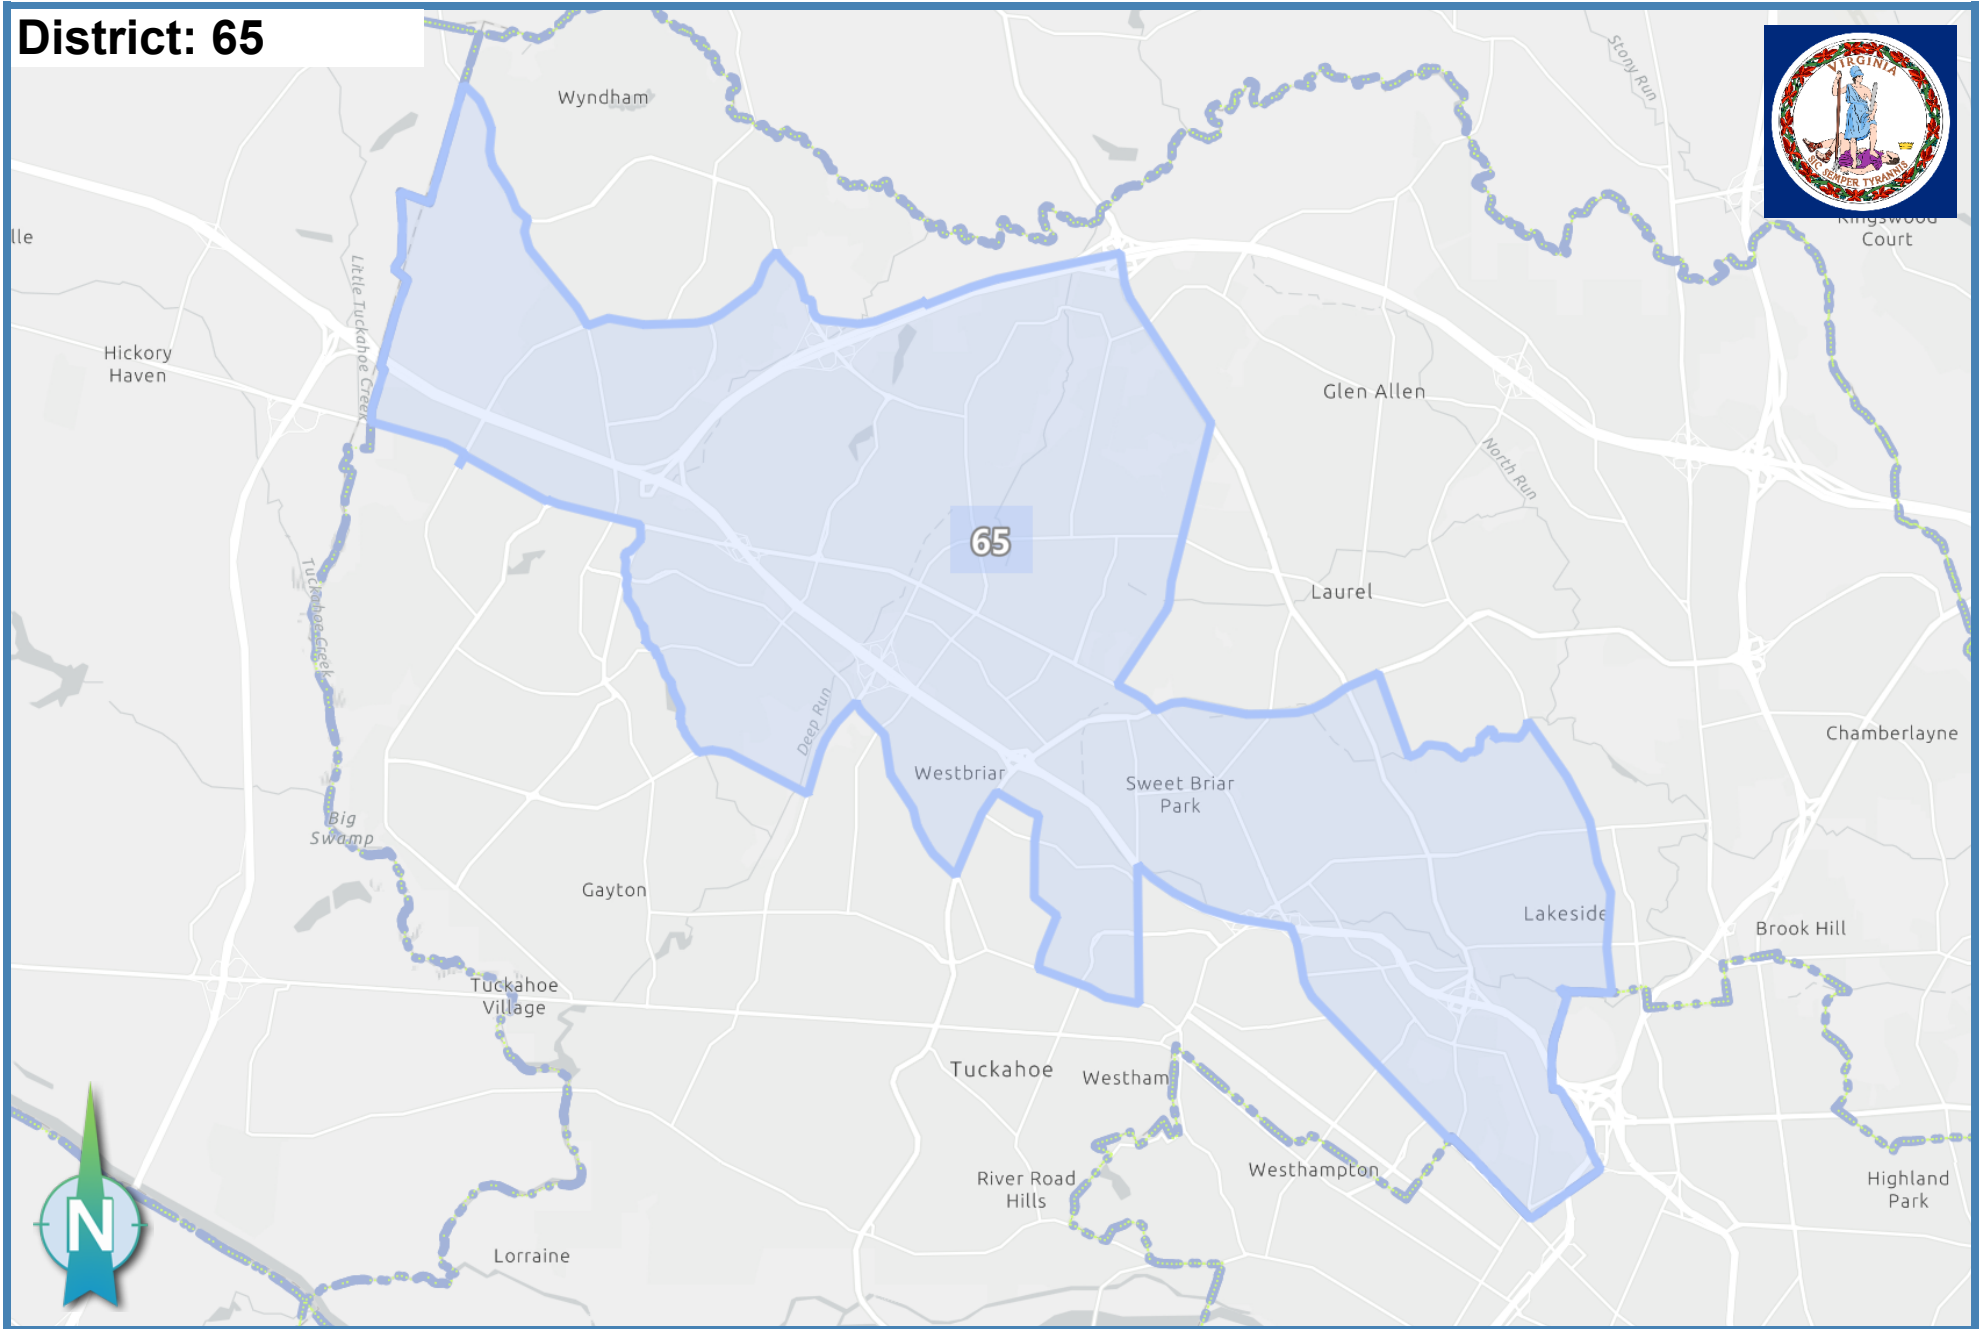 District: 65
Wyndham
Stony Run
VIRGINIA
SIC SEMPER TYRANNIS
Court
lle
Little Tuckahoe Creek
Hickory
Haven
Glen Allen
North Run
65
Laurel
Tuckahoe Creek
Deep Run
Westbriar
Sweet Briar
Park
Chamberlayne
Big
Swamp
Gayton
Lakeside
Brook Hill
Tuckahoe
Village
Tuckahoe
Westham
Westhampton
River Road
Hills
Highland
Park
N
Lorraine